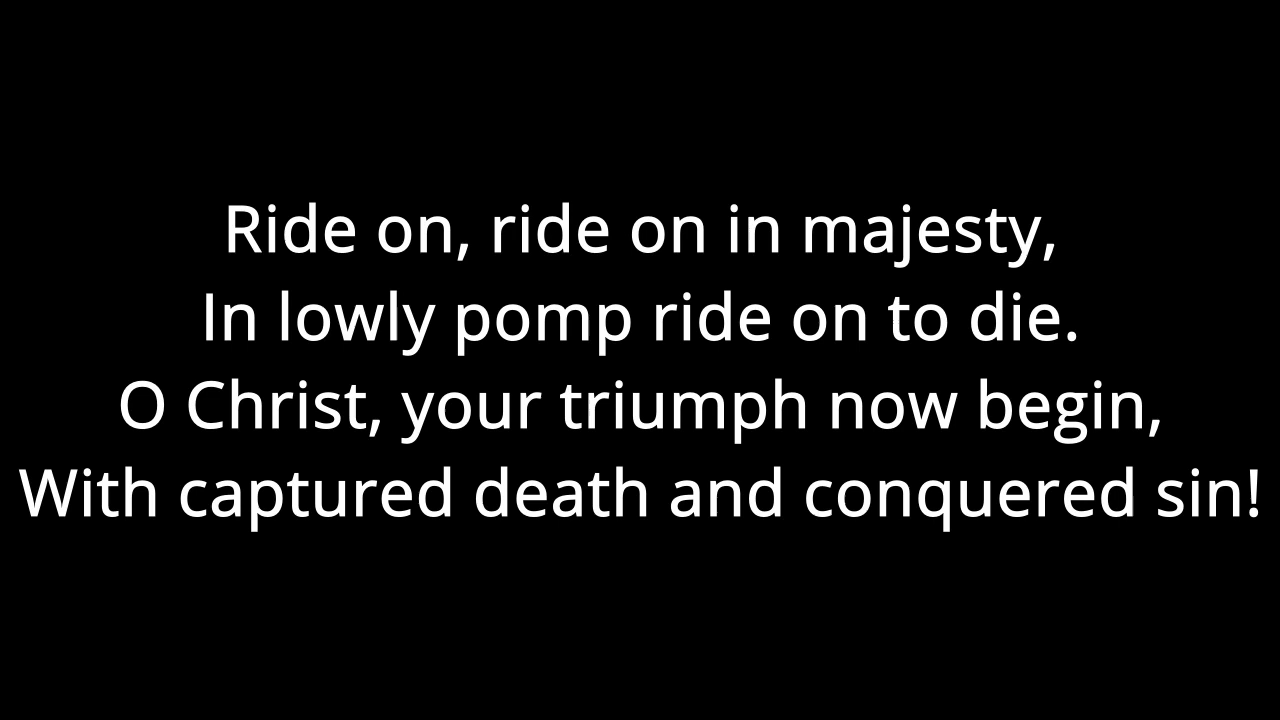 Ride on, ride on in majesty,
In lowly pomp ride on to die.
O Christ, your triumph now begin,
With captured death and conquered sin!